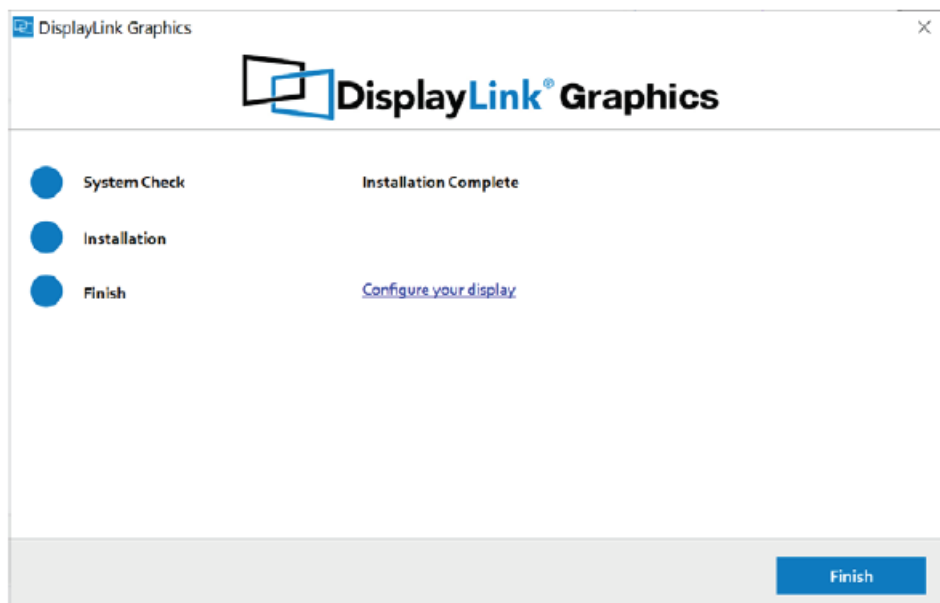 DisplayLink Graphics
DisplayLink® Graphics
System Check
Installation Complete
Installation
Finish
Configure your display
Finish